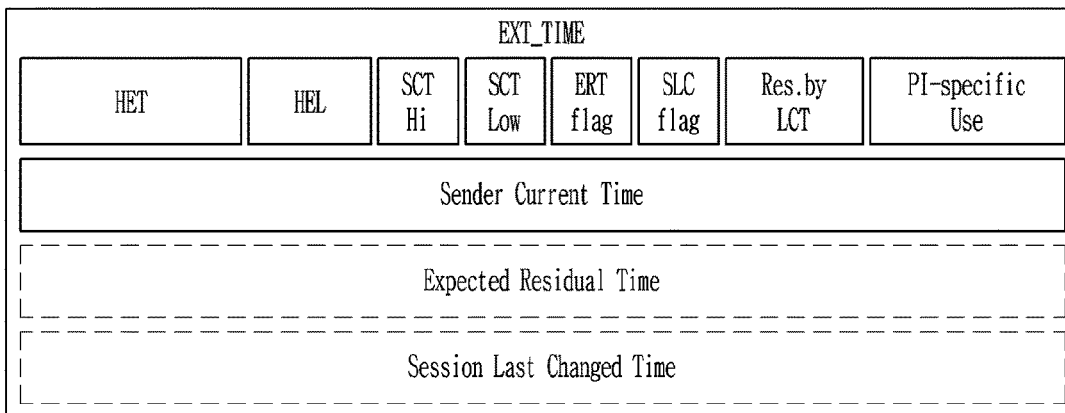 EXT_TIME
HET
HEL
SCT
Hi
SCT
Low
ERT
flag
SLC
flag
Res.by
LCT
PI-specific
Use
Sender Current Time
Expected Residual Time
Session Last Changed Time